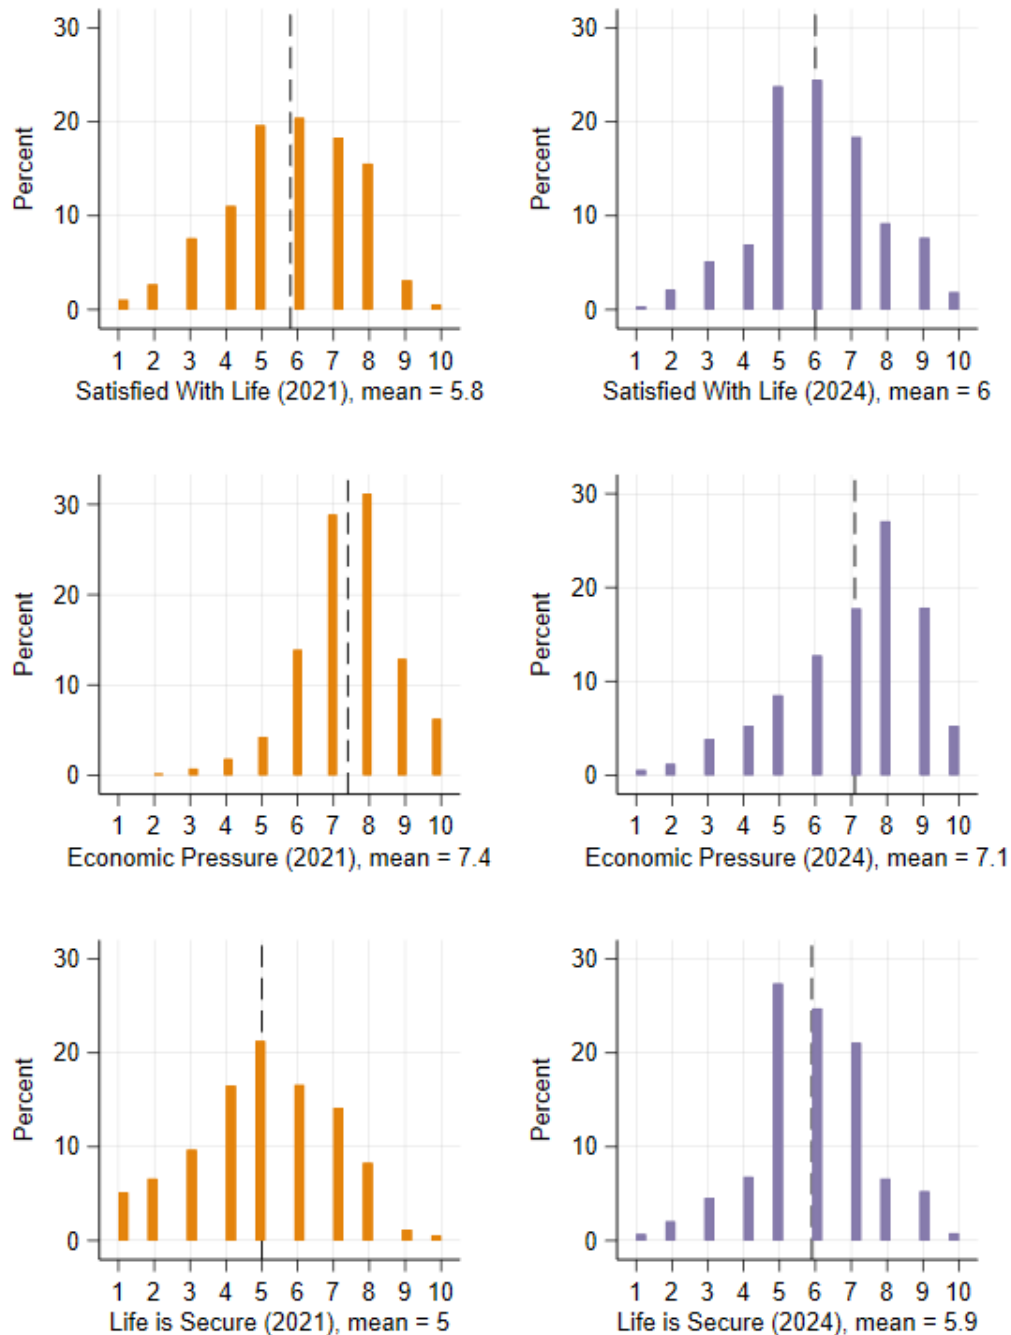 30
20
10
0
Percent
1 2 3 4 5 6 7 8 9 10
Satisfied With Life (2021), mean = 5.8
30
20
10
0
Percent
1 2 3 4 5 6 7 8 9 10
Satisfied With Life (2024), mean = 6
30
20
10
0
Percent
1 2 3 4 5 6 7 8 9 10
Economic Pressure (2021), mean = 7.4
30
20
10
0
Percent
1 2 3 4 5 6 7 8 9 10
Economic Pressure (2024), mean = 7.1
30
20
10
0
Percent
1 2 3 4 5 6 7 8 9 10
Life is Secure (2021), mean = 5
30
20
10
0
Percent
1 2 3 4 5 6 7 8 9 10
Life is Secure (2024), mean = 5.9